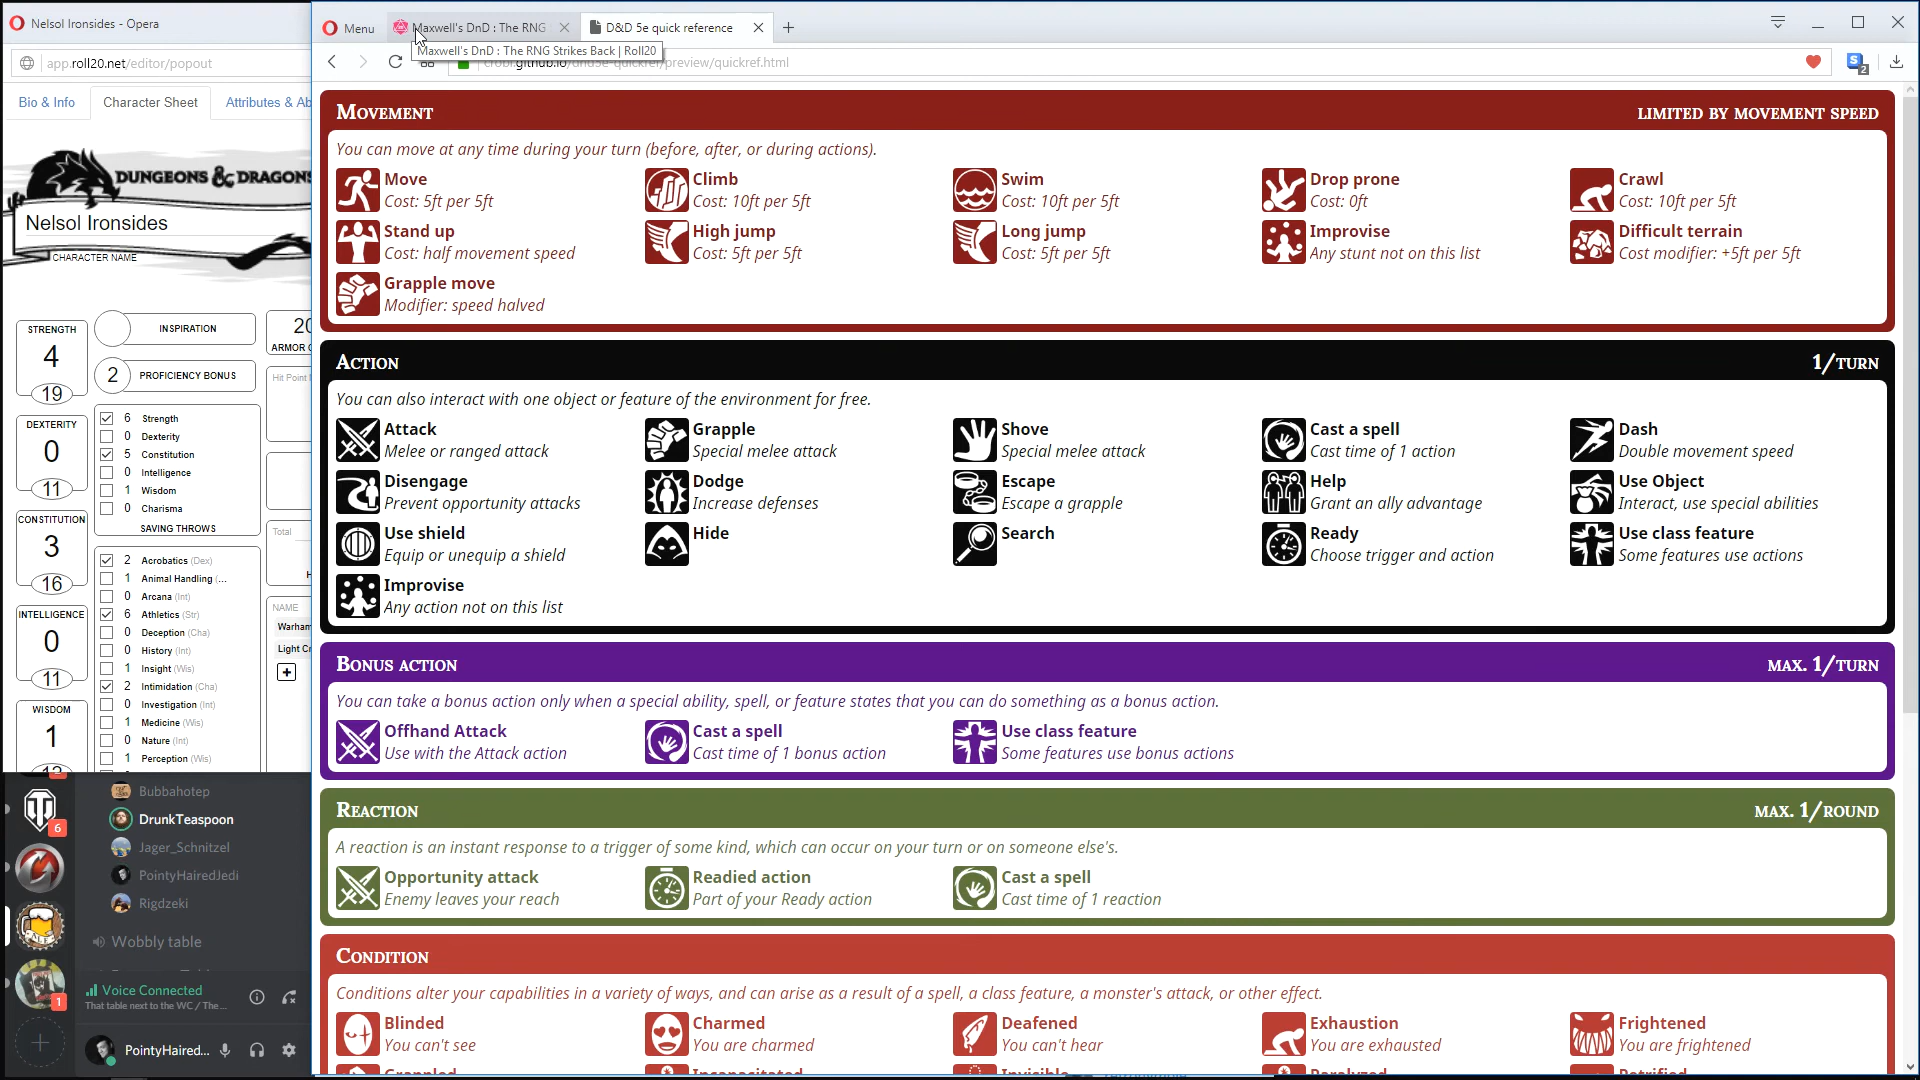 Nelsol Ironsides - Opera
app.roll20.net/editor/popout
Bio & Info
Character Sheet
Attributes & Ab
DUNGEONS & DRAGONS
Nelsol Ironsides
CHARACTER NAME
STRENGTH
4
19
DEXTERITY
0
11
CONSTITUTION
3
16
INTELLIGENCE
0
11
WISDOM
1
INSPIRATION
2 PROFICIENCY BONUS
6 Strength
0 Dexterity
5 Constitution
0 Intelligence
1 Wisdom
0 Charisma
SAVING THROWS
2 Acrobatics (Dex)
1 Animal Handling (...
0 Arcana (Int)
6 Athletics (Str)
0 Deception (Cha)
0 History (Int)
1 Insight (Wis)
2 Intimidation (Cha)
0 Investigation (Int)
1 Medicine (Wis)
0 Nature (Int)
1 Perception (Wis)
20
ARMOR C
Hit Point
Total
NAME
Warham
Light Cr
Bubbahotep
DrunkTeaspoon
Jager_Schnitzel
PointyHairedJedi
Rigdzeki
Wobbly table
Voice Connected
That table next to the WC / The...
PointyHaired...
6
1
Menu
Maxwell's DnD : The RNG
D&D 5e quick reference
Maxwell's DnD : The RNG Strikes Back | Roll20
crobi.github.io/dnd5e-quickref/preview/quickref.html
2
MOVEMENT
LIMITED BY MOVEMENT SPEED
You can move at any time during your turn (before, after, or during actions).
Move
Cost: 5ft per 5ft
Climb
Cost: 10ft per 5ft
Swim
Cost: 10ft per 5ft
Drop prone
Cost: 0ft
Crawl
Cost: 10ft per 5ft
Stand up
Cost: half movement speed
High jump
Cost: 5ft per 5ft
Long jump
Cost: 5ft per 5ft
Improvise
Any stunt not on this list
Difficult terrain
Cost modifier: +5ft per 5ft
Grapple move
Modifier: speed halved
ACTION
1/TURN
You can also interact with one object or feature of the environment for free.
Attack
Melee or ranged attack
Grapple
Special melee attack
Shove
Special melee attack
Cast a spell
Cast time of 1 action
Dash
Double movement speed
Disengage
Prevent opportunity attacks
Dodge
Increase defenses
Escape
Escape a grapple
Help
Grant an ally advantage
Use Object
Interact, use special abilities
Use shield
Equip or unequip a shield
Hide
Search
Ready
Choose trigger and action
Use class feature
Some features use actions
Improvise
Any action not on this list
BONUS ACTION
MAX. 1/TURN
You can take a bonus action only when a special ability, spell, or feature states that you can do something as a bonus action.
Offhand Attack
Use with the Attack action
Cast a spell
Cast time of 1 bonus action
Use class feature
Some features use bonus actions
REACTION
MAX. 1/ROUND
A reaction is an instant response to a trigger of some kind, which can occur on your turn or on someone else's.
Opportunity attack
Enemy leaves your reach
Readied action
Part of your Ready action
Cast a spell
Cast time of 1 reaction
CONDITION
Conditions alter your capabilities in a variety of ways, and can arise as a result of a spell, a class feature, a monster's attack, or other effect.
Blinded
You can't see
Charmed
You are charmed
Deafened
You can't hear
Exhaustion
You are exhausted
Frightened
You are frightened
Grappled
Incapacitated
Invisible
Paralyzed
Petrified